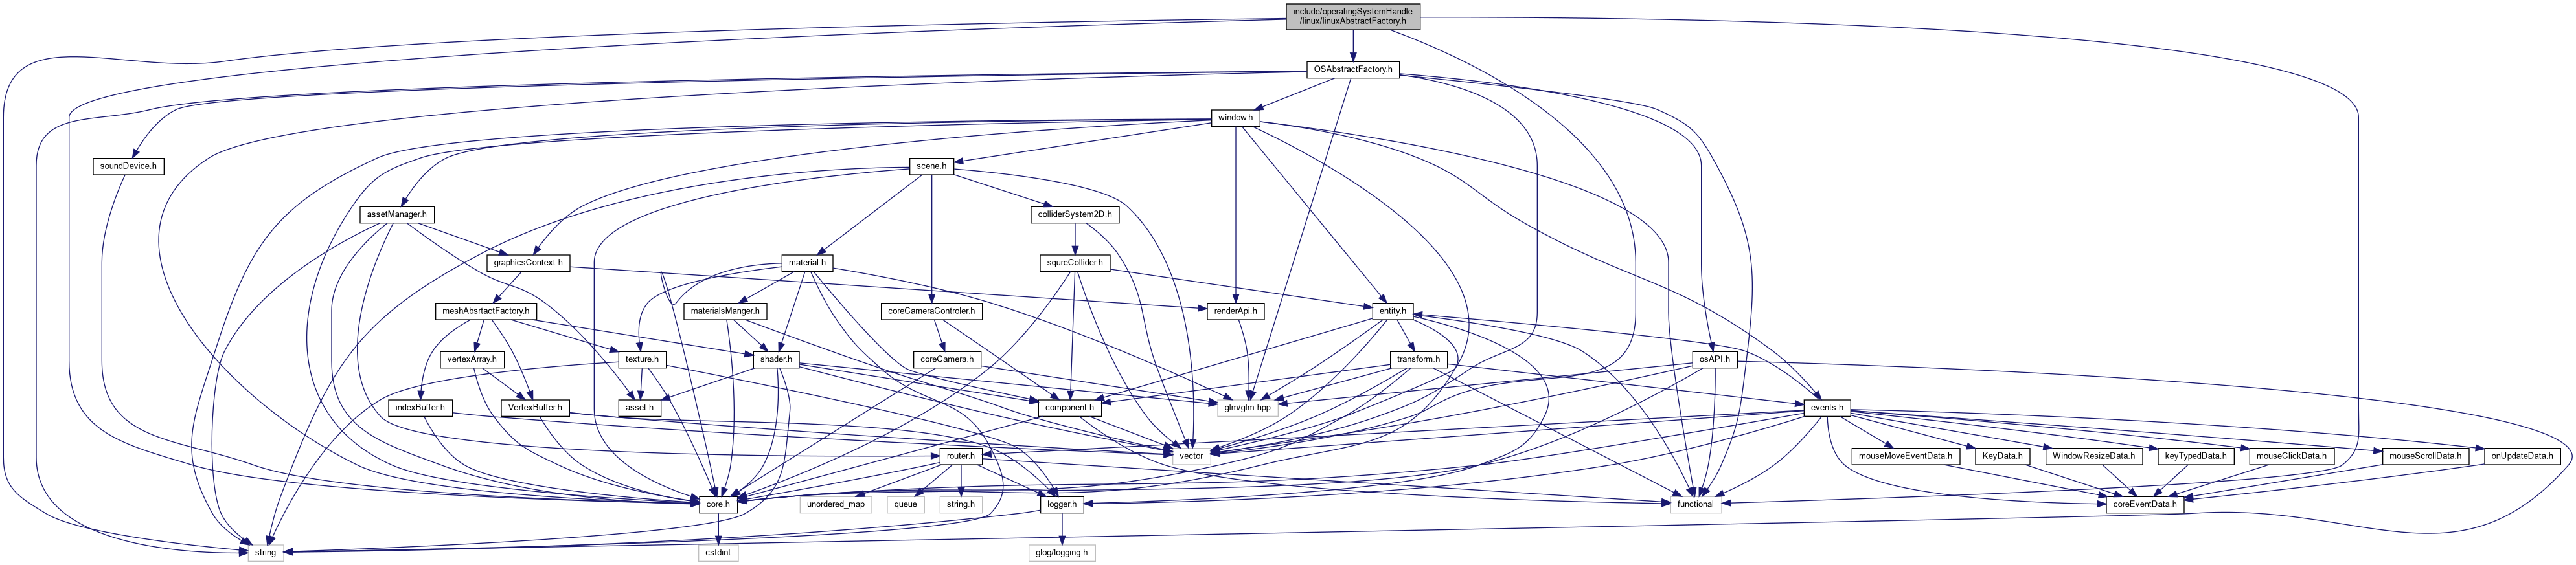 include/operatingSystemHandle
/linux/linuxAbstractFactory.h
OSAbstractFactory.h
window.h
soundDevice.h
scene.h
assetManager.h
colliderSystem2D.h
graphicsContext.h
material.h
squreCollider.h
meshAbsrtactFactory.h
materialsManger.h
coreCameraControler.h
renderApi.h
entity.h
vertexArray.h
texture.h
shader.h
coreCamera.h
transform.h
osAPI.h
indexBuffer.h
VertexBuffer.h
asset.h
component.h
glm/glm.hpp
events.h
router.h
vector
mouseMoveEventData.h
KeyData.h
WindowResizeData.h
keyTypedData.h
mouseClickData.h
mouseScrollData.h
onUpdateData.h
core.h
unordered_map
queue
string.h
logger.h
functional
coreEventData.h
string
cstdint
glog/logging.h